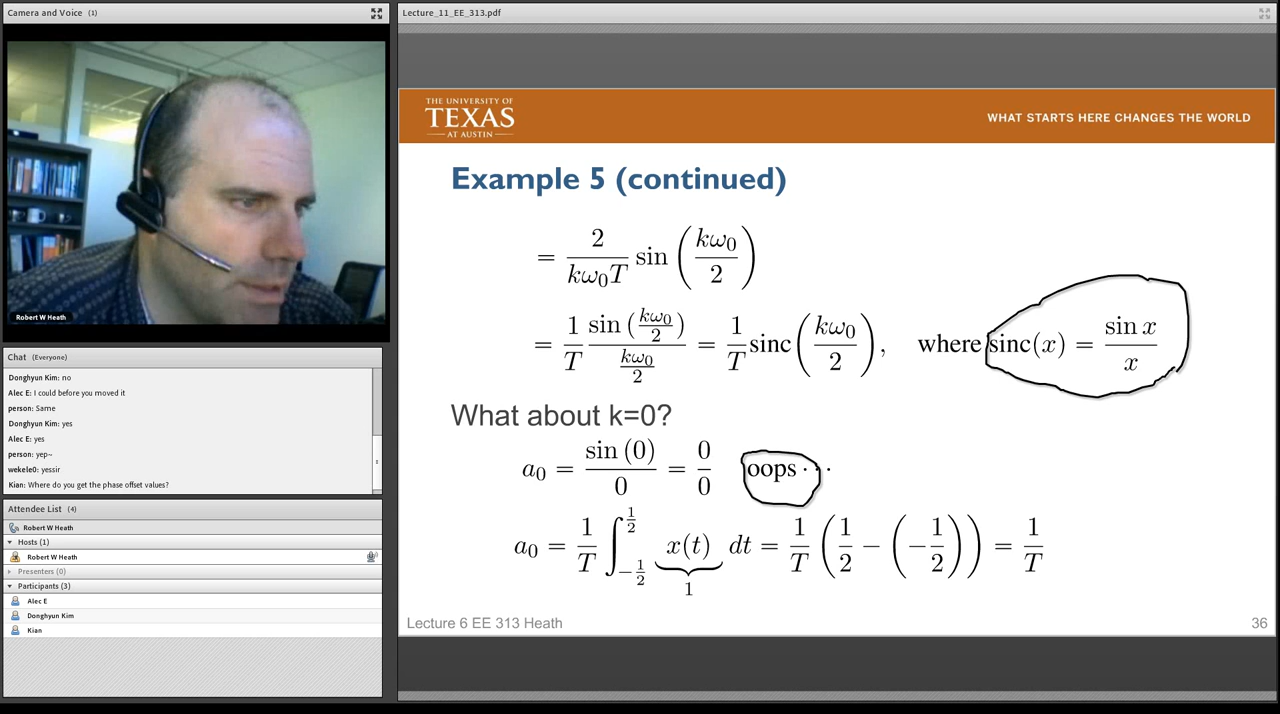 Camera and Voice (1)
Robert W Heath
Chat (Everyone)
Donghyun Kim: no
Alec E: I could before you moved it
person: Same
Donghyun Kim: yes
Alec E: yes
person: yep~
wekele0: yessir
Kian: Where do you get the phase offset values?
Attendee List (4)
Robert W Heath
Hosts (1)
Robert W Heath
Presenters (0)
Participants (3)
Alec E
Donghyun Kim
Kian
Lecture_11_EE_313.pdf
THE UNIVERSITY OF
TEXAS
AT AUSTIN
WHAT STARTS HERE CHANGES THE WORLD
Example 5 (continued)
= 2/(kω₀T) sin(kω₀/2)
= 1/T sin(kω₀/2)/(kω₀/2) = 1/T sinc(kω₀/2), where sinc(x) = sin x/x
What about k=0?
a₀ = sin (0)/0 = 0/0 oops···
a₀ = 1/T ∫_{-1/2}^{1/2} x(t) dt = 1/T (1/2 − (−1/2)) = 1/T
1
Lecture 6 EE 313 Heath
36